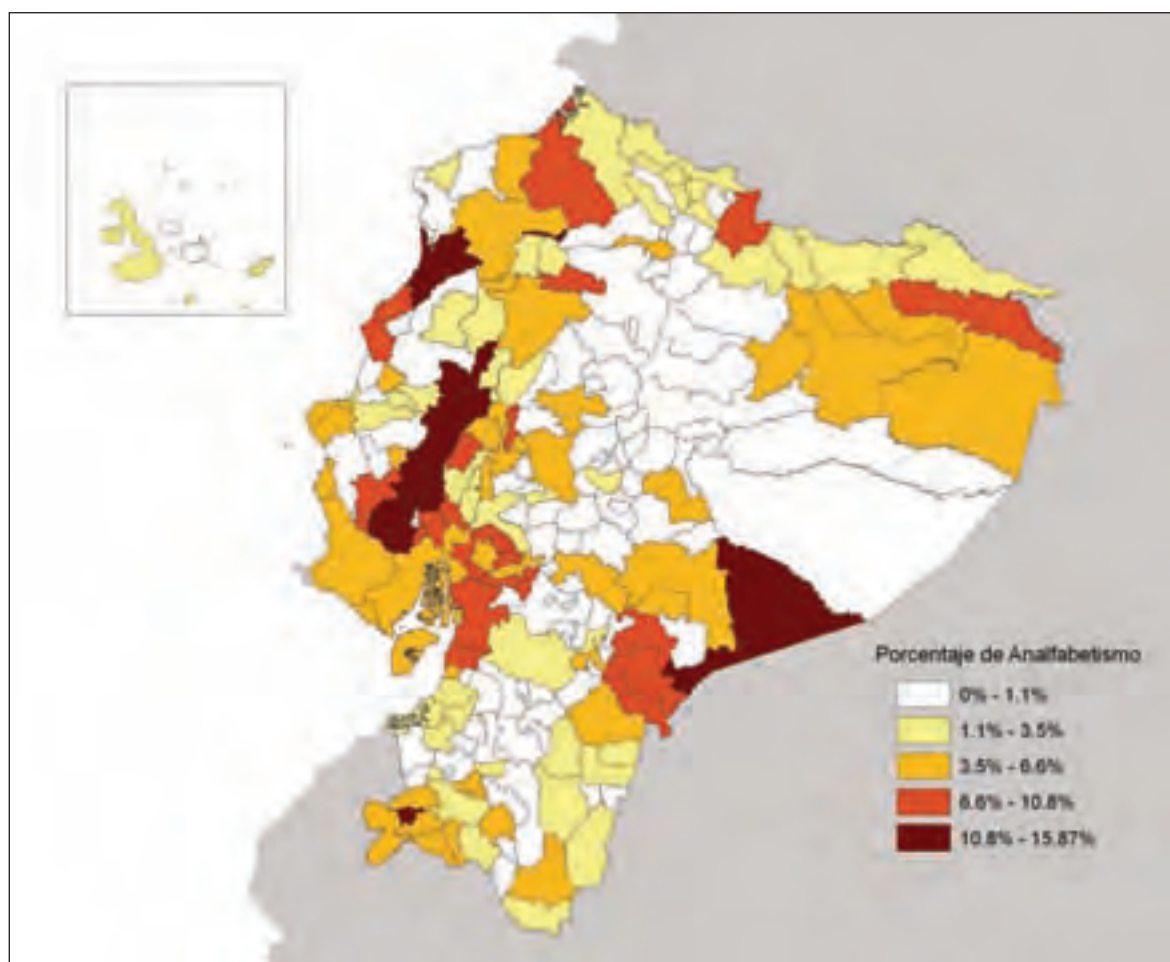 Porcentaje de Analfabetismo
0% - 1.1%
1.1% - 3.5%
3.5% - 6.6%
6.6% - 10.8%
10.8% - 15.87%